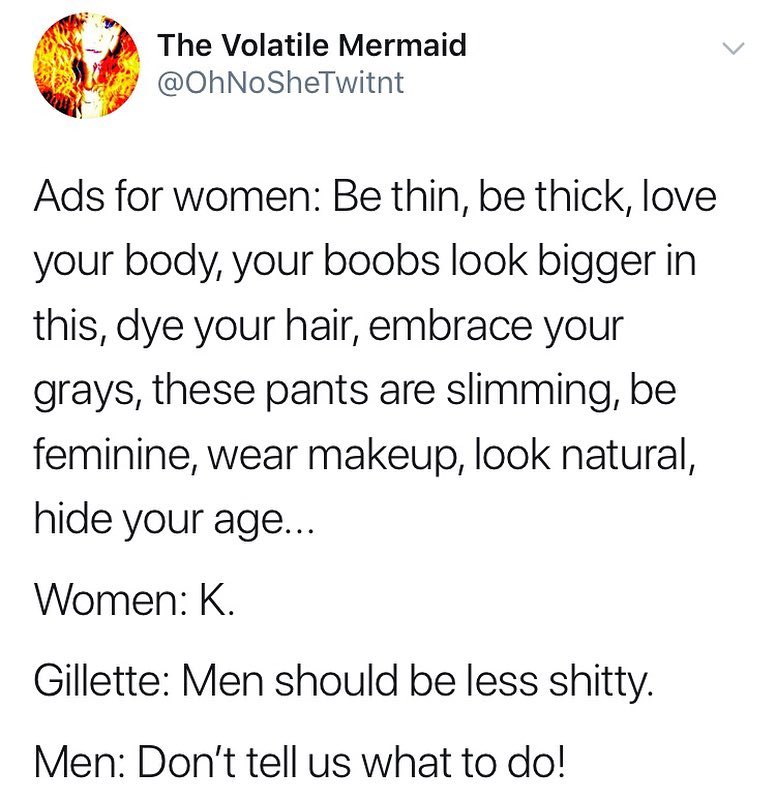 The Volatile Mermaid
@OhNoSheTwitnt
Ads for women: Be thin, be thick, love
your body, your boobs look bigger in
this, dye your hair, embrace your
grays, these pants are slimming, be
feminine, wear makeup, look natural,
hide your age...
Women: K.
Gillette: Men should be less shitty.
Men: Don’t tell us what to do!